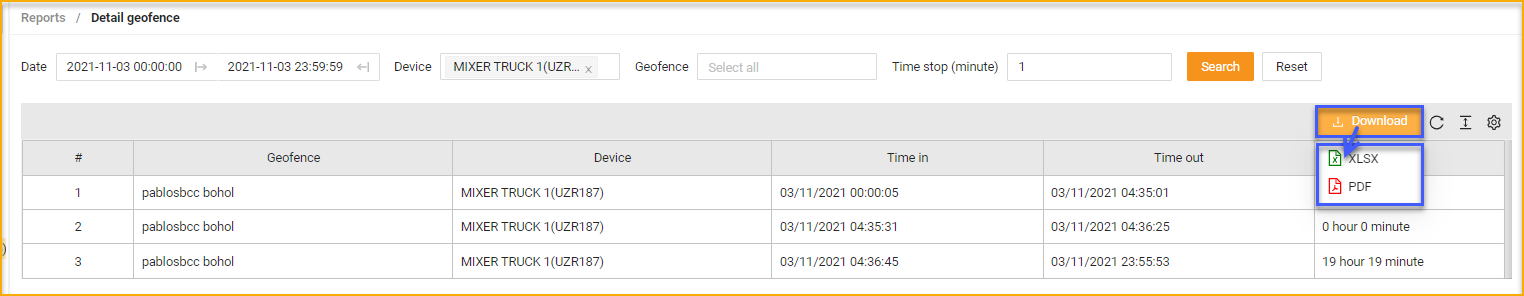 Reports / Detail geofence
Date 2021-11-03 00:00:00 2021-11-03 23:59:59 Device MIXER TRUCK 1(UZR... x Geofence Select all Time stop (minute) 1 Search Reset
Download
# Geofence Device Time in Time out
XLSX
PDF
1 pablosbcc bohol MIXER TRUCK 1(UZR187) 03/11/2021 00:00:05 03/11/2021 04:35:01
2 pablosbcc bohol MIXER TRUCK 1(UZR187) 03/11/2021 04:35:31 03/11/2021 04:36:25 0 hour 0 minute
3 pablosbcc bohol MIXER TRUCK 1(UZR187) 03/11/2021 04:36:45 03/11/2021 23:55:53 19 hour 19 minute